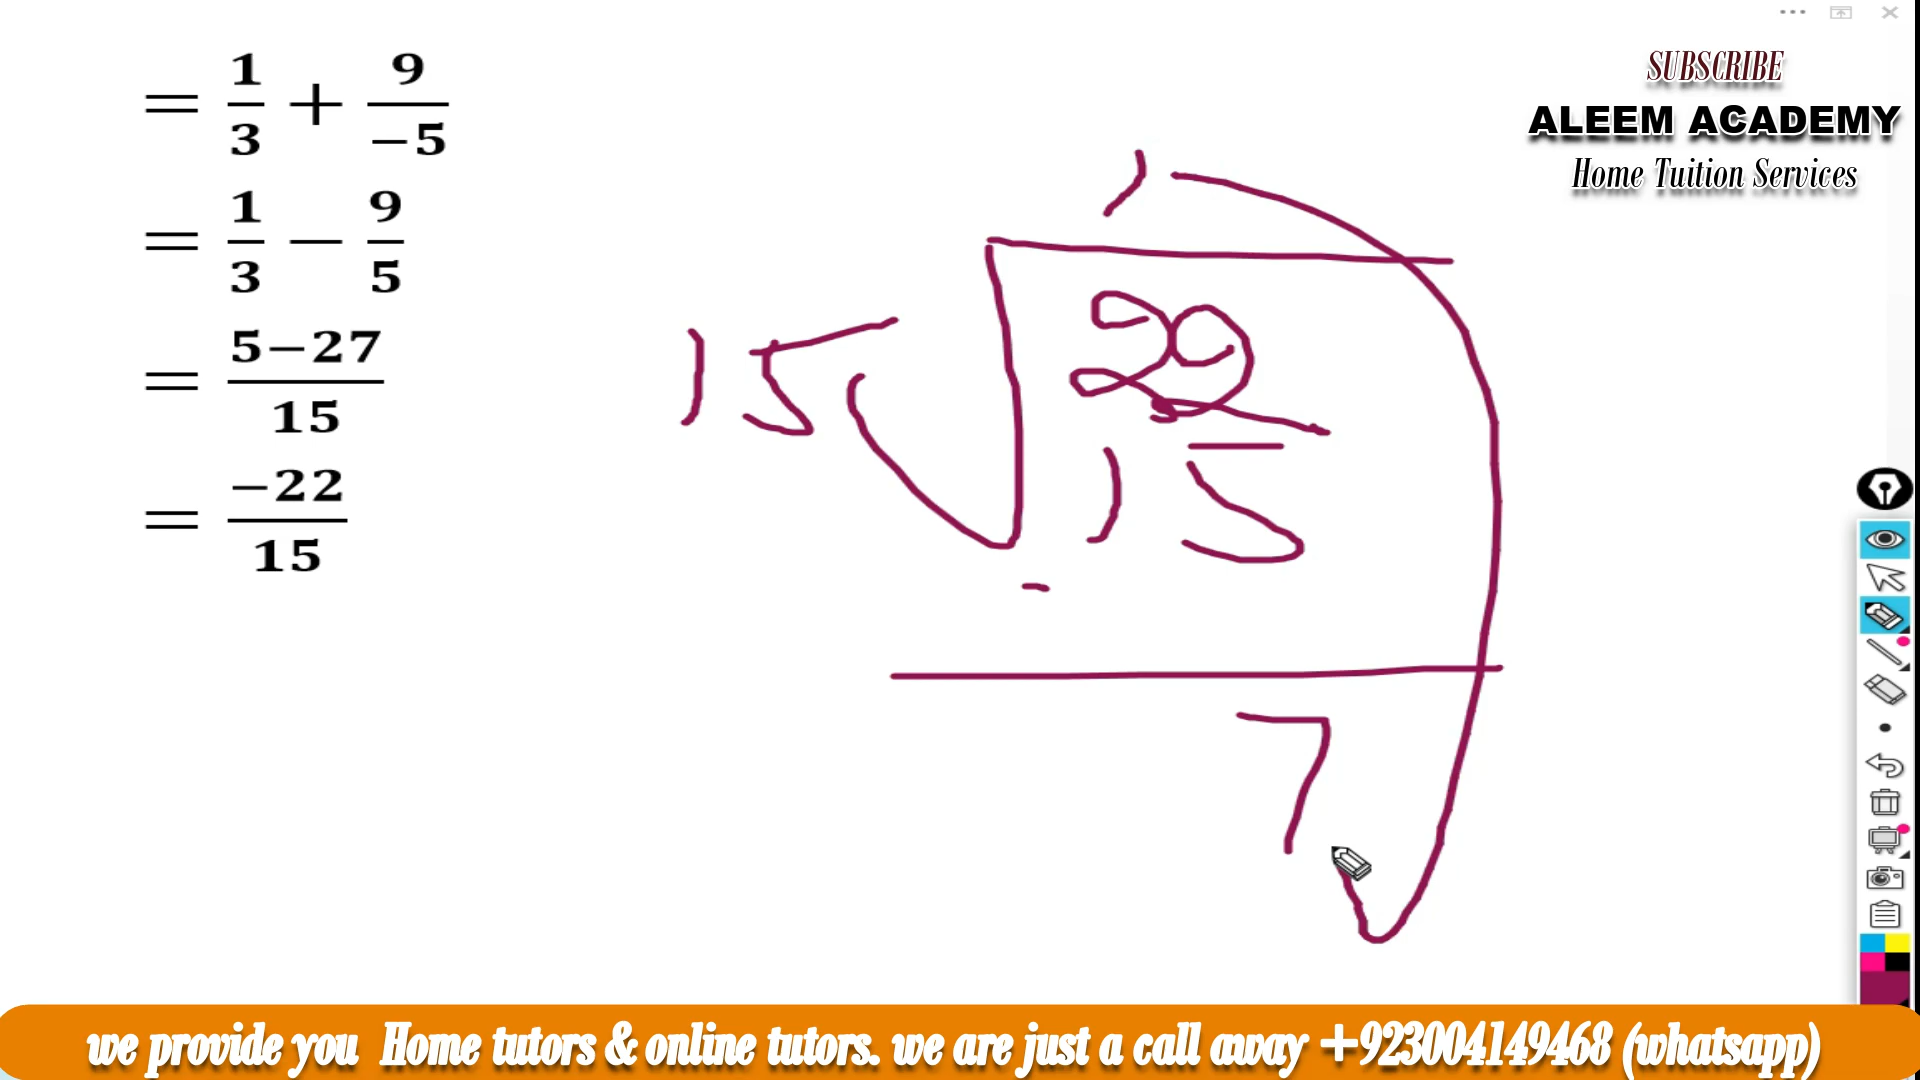 = 1/3 + 9/-5
= 1/3 − 9/5
= 5−27/15
= -22/15
SUBSCRIBE
ALEEM ACADEMY
Home Tuition Services
1
15
15
7
we provide you Home tutors & online tutors. we are just a call away +923004149468 (whatsapp)